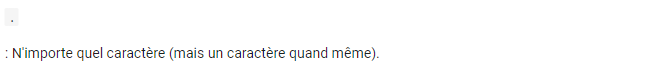 .
: N'importe quel caractère (mais un caractère quand même).